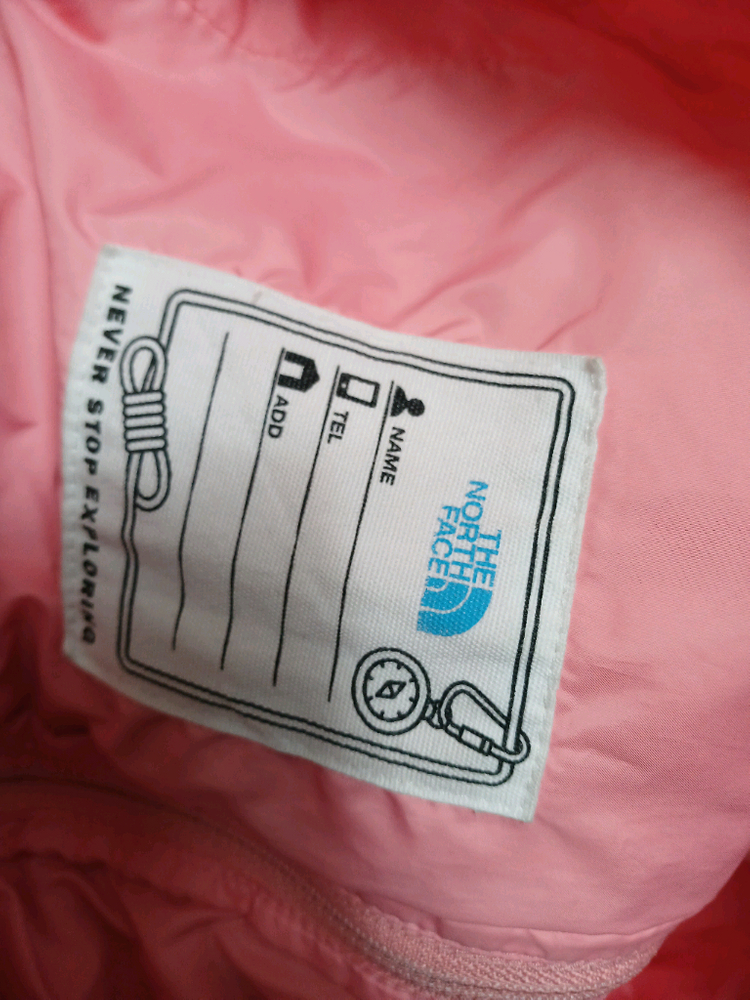 THE
NORTH
FACE
NAME
TEL
ADD
NEVER STOP EXPLORING